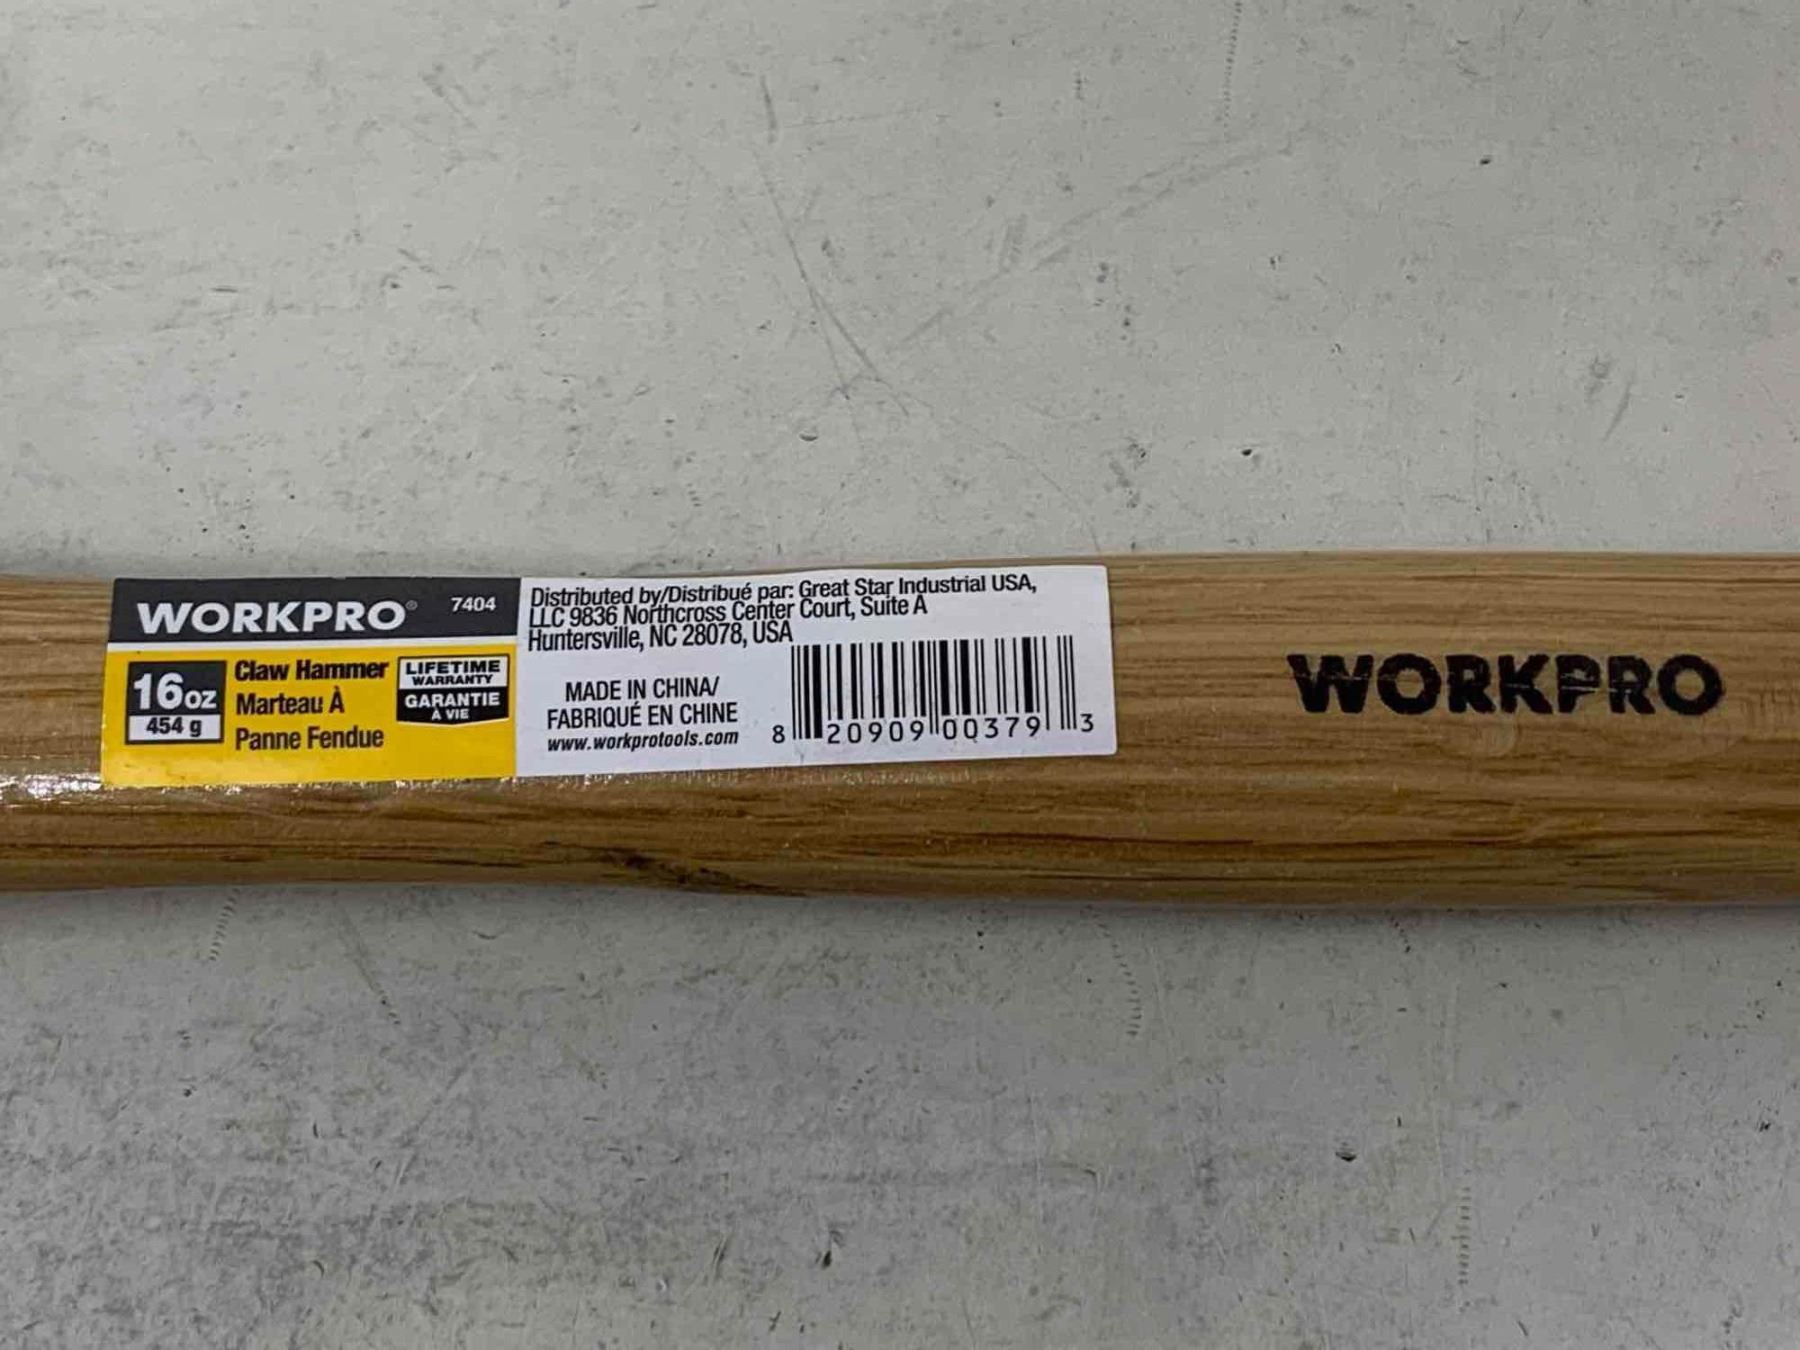 WORKPRO® 7404
16oz
454 g
Claw Hammer
Marteau À
Panne Fendue
LIFETIME
WARRANTY
GARANTIE
À VIE
Distributed by/Distribué par: Great Star Industrial USA,
LLC 9836 Northcross Center Court, Suite A
Huntersville, NC 28078, USA
MADE IN CHINA/
FABRIQUÉ EN CHINE
www.workprotools.com
8 20909 00379 3
WORKPRO